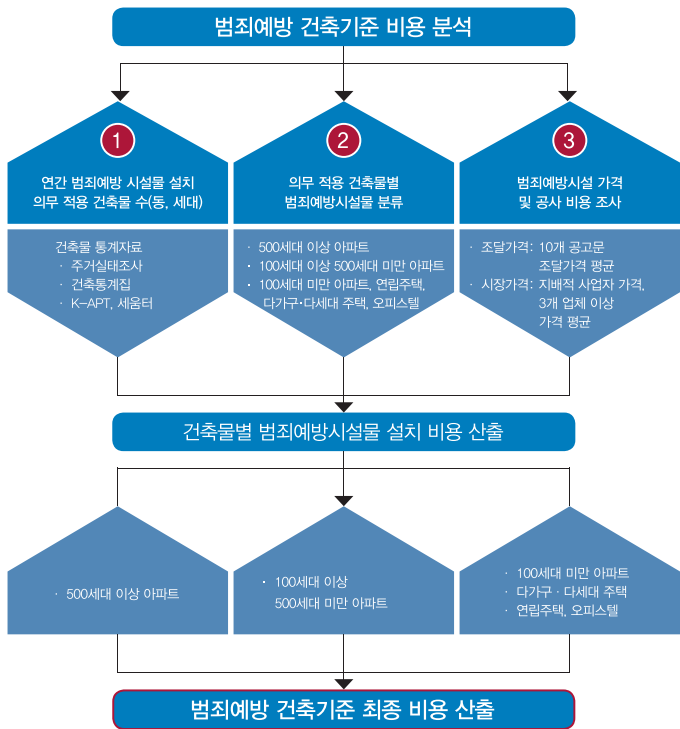 범죄예방 건축기준 비용 분석
1
연간 범죄예방 시설물 설치
의무 적용 건축물 수(동, 세대)
건축물 통계자료
· 주거실태조사
· 건축통계집
· K-APT, 세움터
2
의무 적용 건축물별
범죄예방시설물 분류
· 500세대 이상 아파트
· 100세대 이상 500세대 미만 아파트
· 100세대 미만 아파트, 연립주택,
다가구·다세대 주택, 오피스텔
3
범죄예방시설 가격
및 공사 비용 조사
· 조달가격: 10개 공고문
조달가격 평균
· 시장가격: 지배적 사업자 가격,
3개 업체 이상
가격 평균
건축물별 범죄예방시설물 설치 비용 산출
· 500세대 이상 아파트
· 100세대 이상
500세대 미만 아파트
· 100세대 미만 아파트
· 다가구 · 다세대 주택
· 연립주택, 오피스텔
범죄예방 건축기준 최종 비용 산출